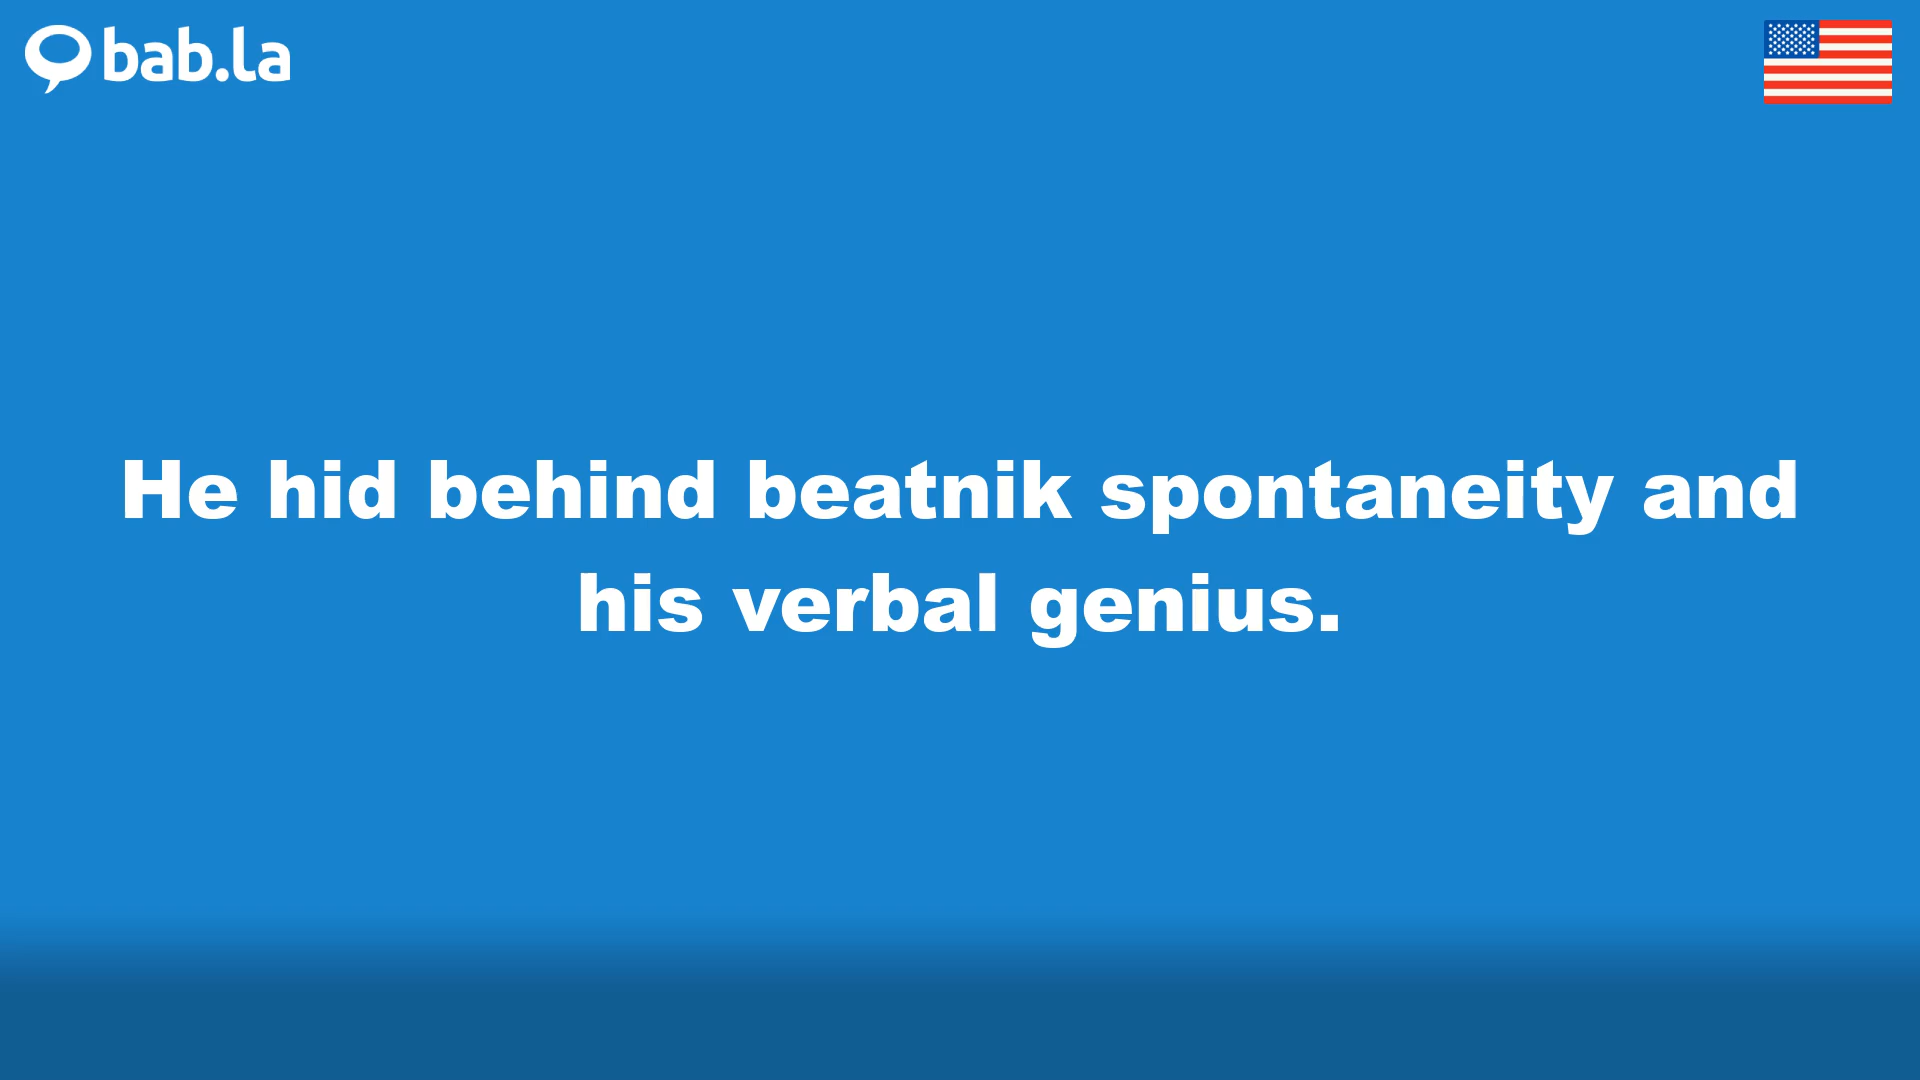 bab.la
He hid behind beatnik spontaneity and
his verbal genius.